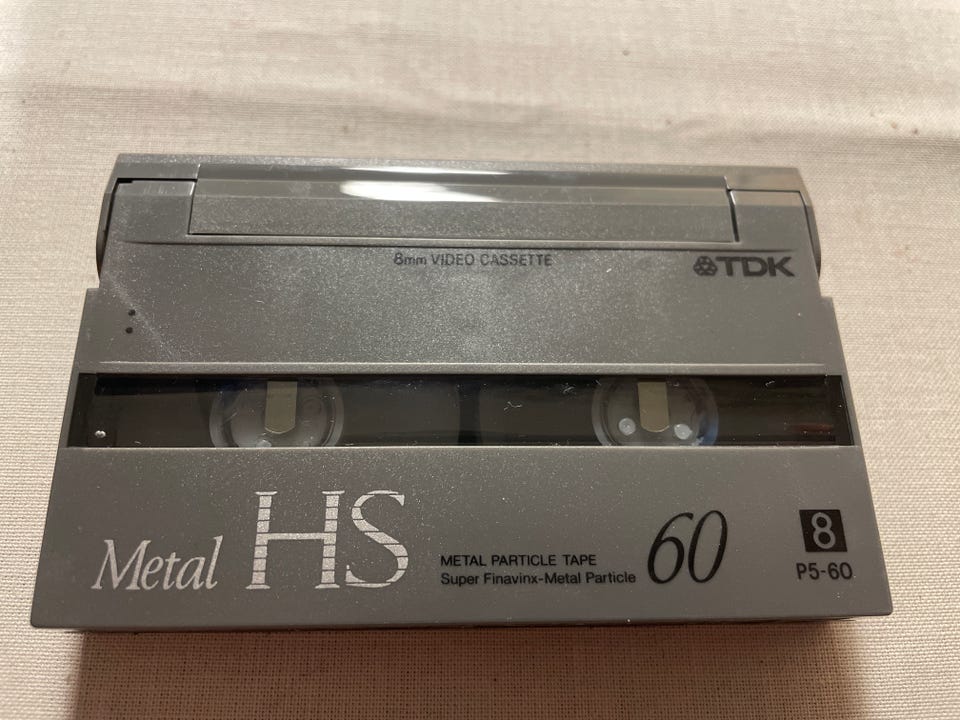 8mm VIDEO CASSETTE
TDK
Metal HS
METAL PARTICLE TAPE
Super Finavinx-Metal Particle
60
8
P5-60